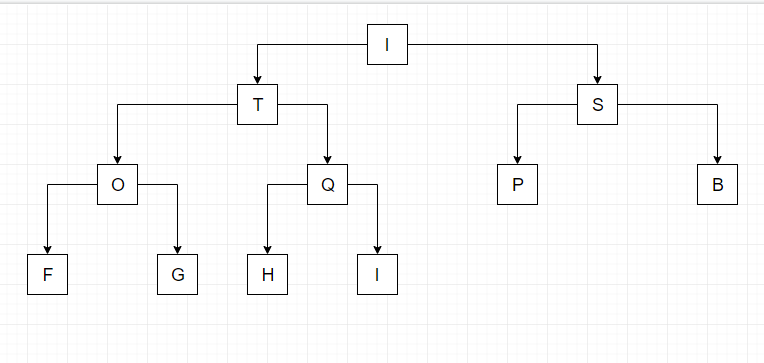 I
T S
O Q P B
F G H I